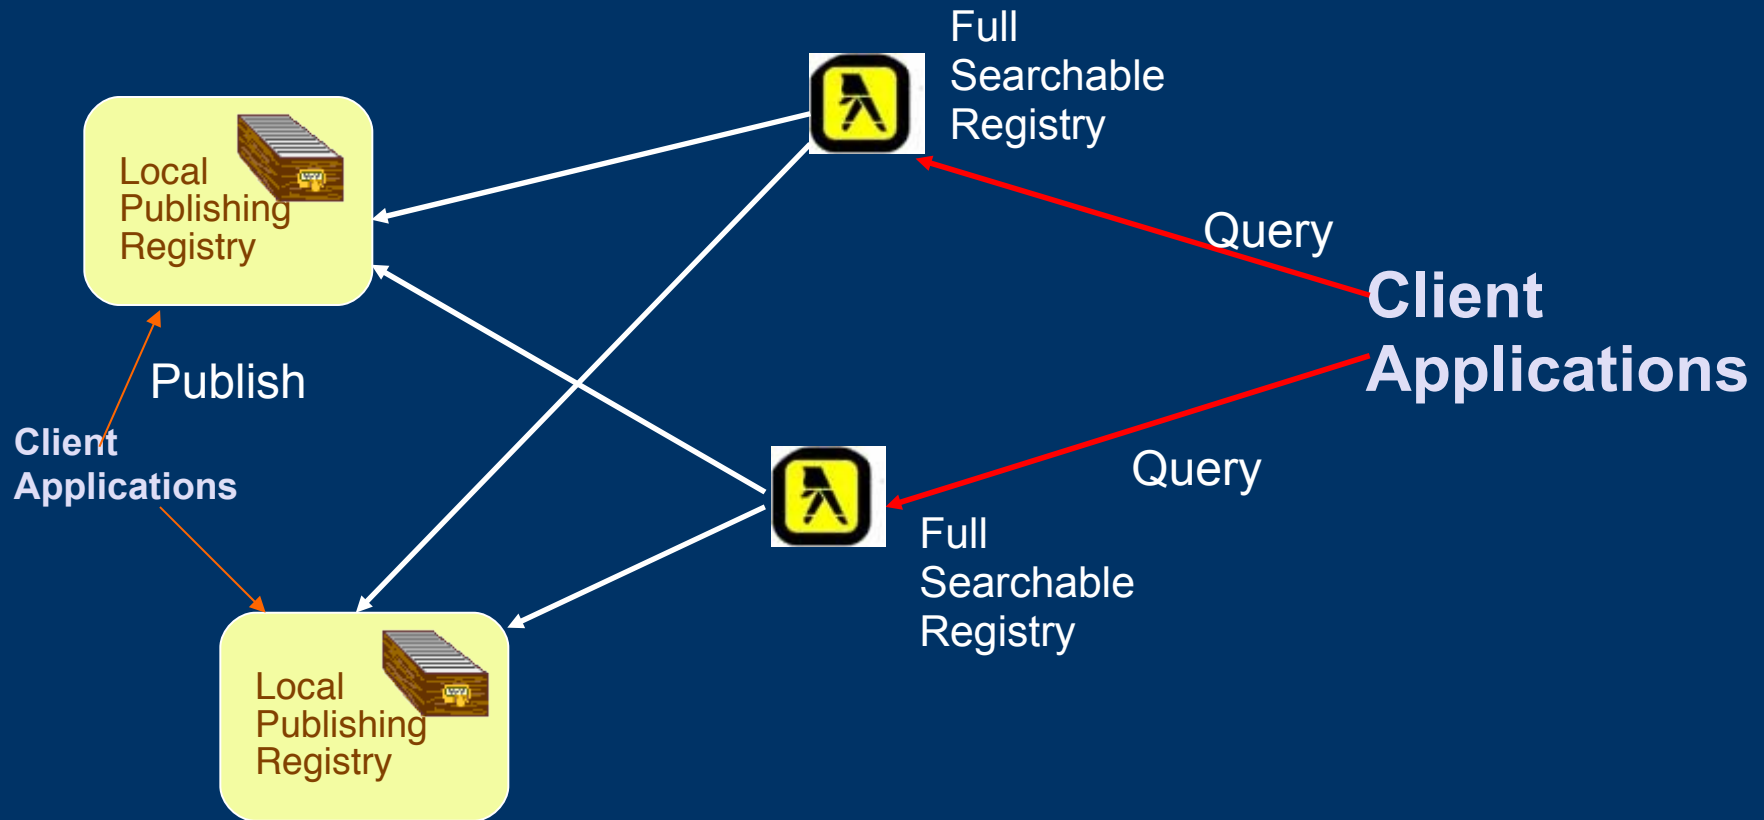 Full
Searchable
Registry
Local
Publishing
Registry
Query
Client
Applications
Publish
Client
Applications
Query
Full
Searchable
Registry
Local
Publishing
Registry